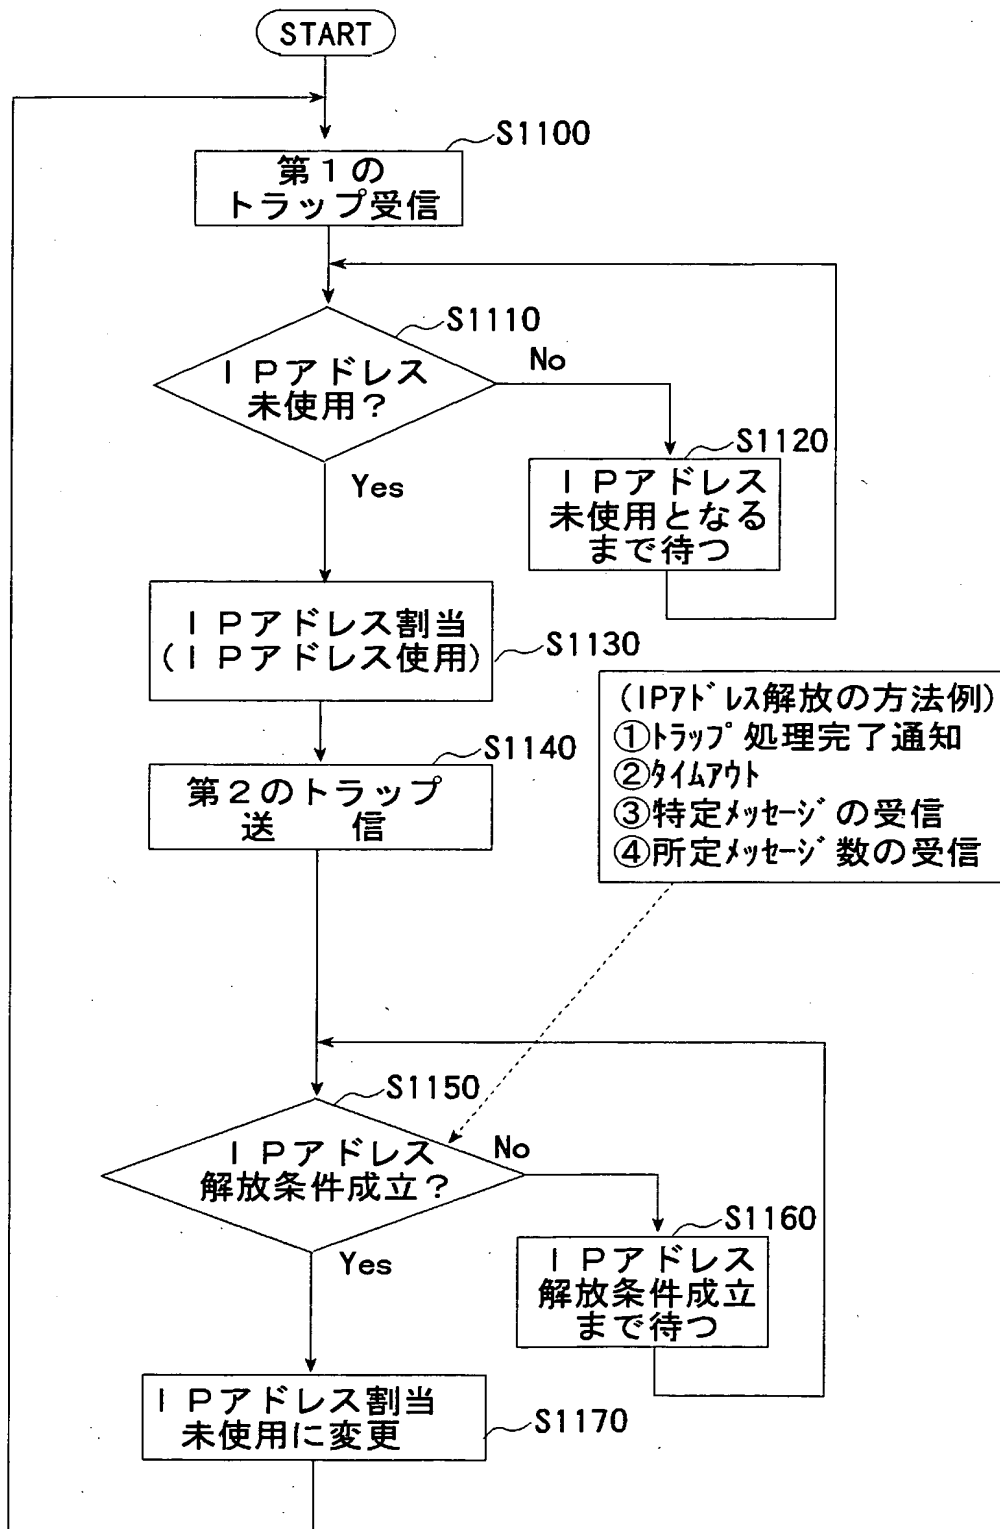 START
S1100
第１の
トラップ受信
S1110
ＩＰアドレス
未使用？
No
Yes
S1120
ＩＰアドレス
未使用となる
まで待つ
ＩＰアドレス割当
(ＩＰアドレス使用)
S1130
(IPｱﾄﾞﾚｽ解放の方法例)
①ﾄﾗｯﾌﾟ処理完了通知
②ﾀｲﾑｱｳﾄ
③特定ﾒｯｾｰｼﾞの受信
④所定ﾒｯｾｰｼﾞ数の受信
S1140
第２のトラップ
送　　信
S1150
ＩＰアドレス
解放条件成立？
No
Yes
S1160
ＩＰアドレス
解放条件成立
まで待つ
ＩＰアドレス割当
未使用に変更
S1170